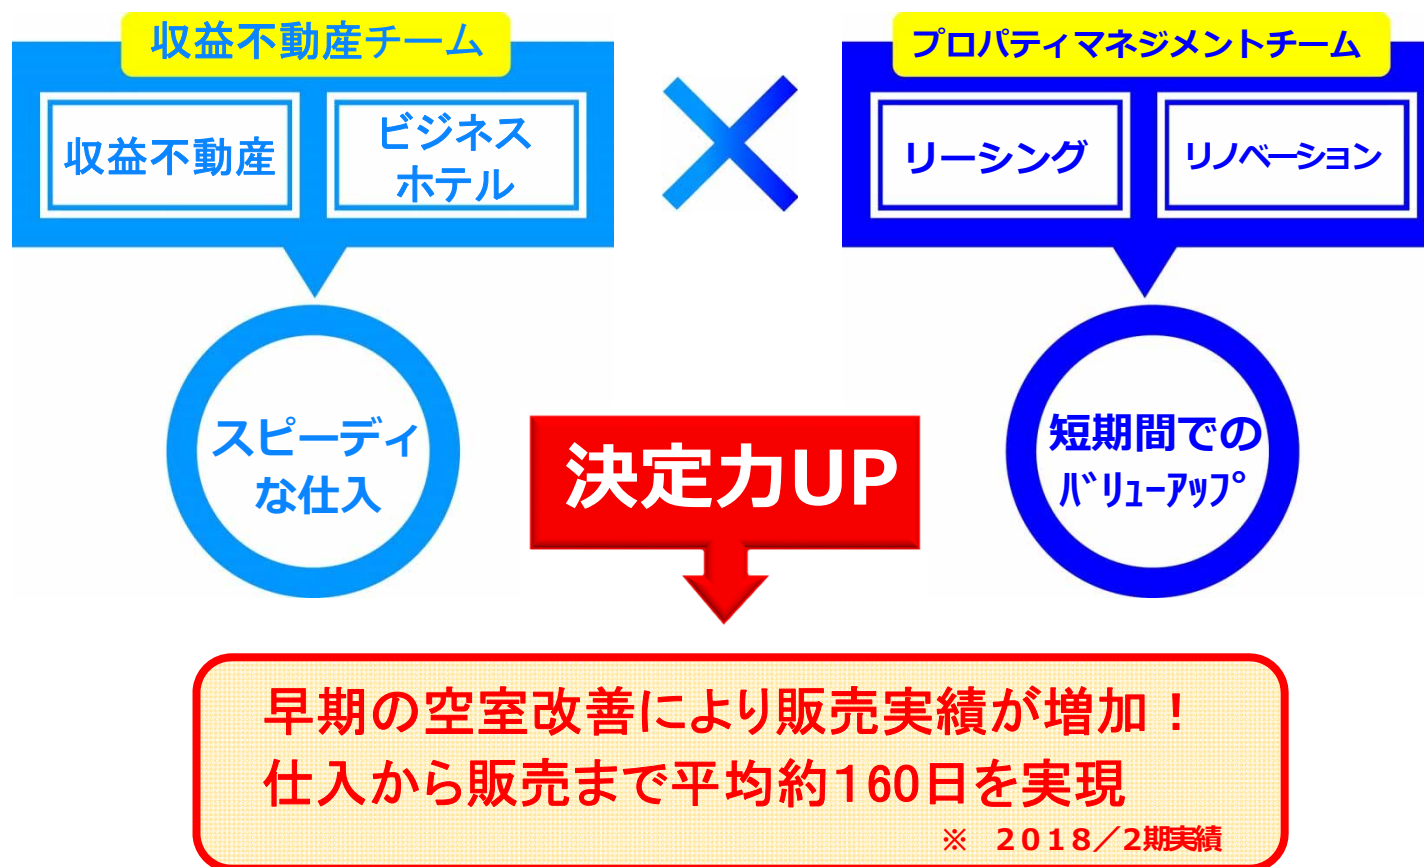 収益不動産チーム
収益不動産
ビジネス
ホテル
プロパティマネジメントチーム
リーシング
リノベーション
スピーディ
な仕入
短期間での
ﾊﾞﾘｭｰｱｯﾌﾟ
決定力UP
早期の空室改善により販売実績が増加！
仕入から販売まで平均約160日を実現
※　２０１８／2期実績